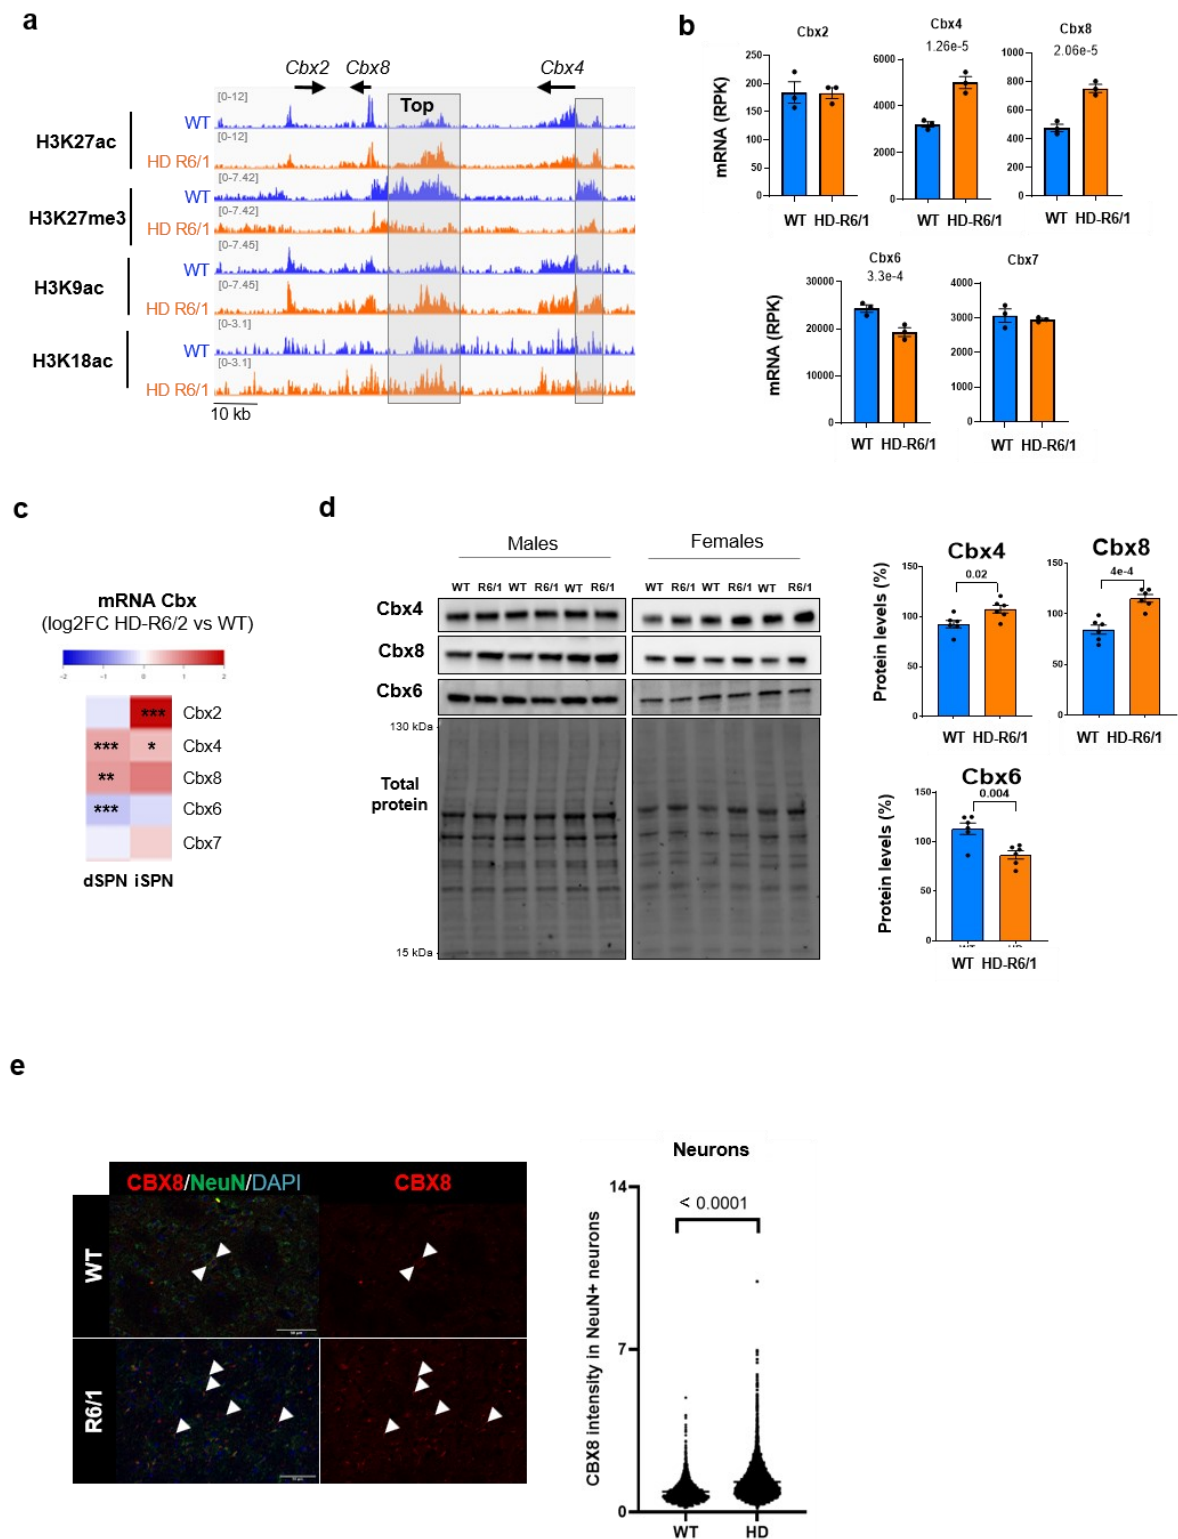 a
Cbx2 Cbx8 Cbx4
[0-12]
Top
WT
H3K27ac
[0-12]
HD R6/1
[0-7.42]
WT
H3K27me3
[0-7.42]
HD R6/1
[0-7.45]
WT
H3K9ac
[0-7.45]
HD R6/1
[0-3.1]
WT
H3K18ac
[0-3.1]
HD R6/1
10 kb
b
Cbx2
mRNA (RPK)
250
200
150
100
50
0
WT HD-R6/1
Cbx4
1.26e-5
6000
4000
2000
0
WT HD-R6/1
Cbx8
2.06e-5
1000
800
600
400
200
0
WT HD-R6/1
Cbx6
3.3e-4
mRNA (RPK)
30000
20000
10000
0
WT HD-R6/1
Cbx7
4000
3000
2000
1000
0
WT HD-R6/1
c
mRNA Cbx
(log2FC HD-R6/2 vs WT)
-2 -1 0 1 2
*** Cbx2
*** * Cbx4
** Cbx8
*** Cbx6
Cbx7
dSPN iSPN
d
Males Females
WT R6/1 WT R6/1 WT R6/1 WT R6/1 WT R6/1 WT R6/1
Cbx4
Cbx8
Cbx6
130 kDa
Total
protein
15 kDa
Cbx4
Protein levels (%)
150
100
50
0
0.02
WT HD-R6/1
Cbx8
150
100
50
0
4e-4
WT HD-R6/1
Cbx6
Protein levels (%)
150
100
50
0
0.004
WT HD-R6/1
e
CBX8/NeuN/DAPI CBX8
WT
R6/1
Neurons
CBX8 intensity in NeuN+ neurons
14
7
0
< 0.0001
WT HD